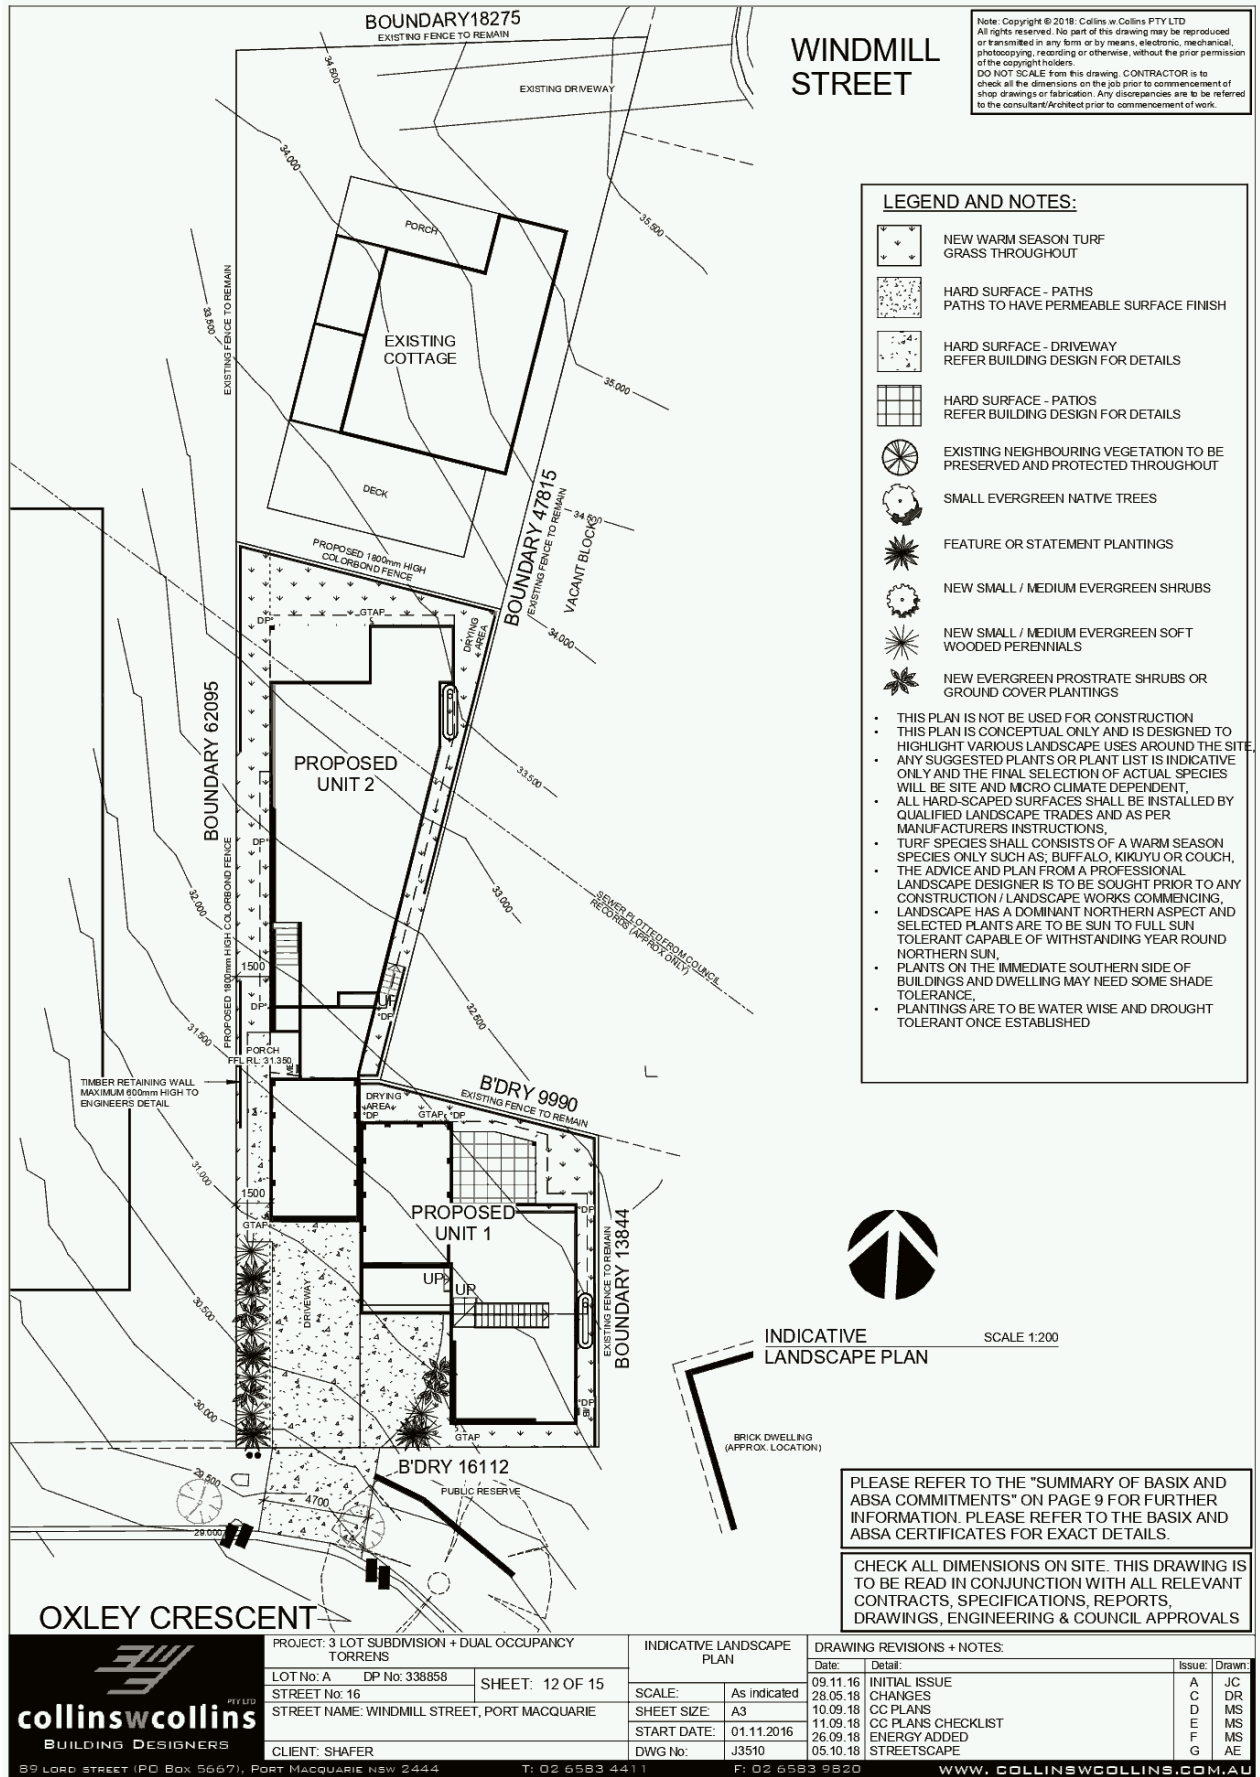 BOUNDARY 18275
EXISTING FENCE TO REMAIN
WINDMILL
STREET
Note: Copyright © 2018: Collins.w.Collins PTY LTD
All rights reserved. No part of this drawing may be reproduced
or transmitted in any form or by means, electronic, mechanical,
photocopying, recording or otherwise, without the prior permission
of the copyright holders.
DO NOT SCALE from this drawing. CONTRACTOR is to
check all the dimensions on the job prior to commencement of
shop drawings or fabrication. Any discrepancies are to be referred
to the consultant/Architect prior to commencement of work.
34.500
EXISTING DRIVEWAY
34.000
35.500
PORCH
EXISTING FENCE TO REMAIN
33.500
EXISTING
COTTAGE
35.000
DECK
BOUNDARY 47815
EXISTING FENCE TO REMAIN
34.500
VACANT BLOCK
34.000
PROPOSED 1800mm HIGH
COLORBOND FENCE
LEGEND AND NOTES:
NEW WARM SEASON TURF
GRASS THROUGHOUT
HARD SURFACE - PATHS
PATHS TO HAVE PERMEABLE SURFACE FINISH
HARD SURFACE - DRIVEWAY
REFER BUILDING DESIGN FOR DETAILS
HARD SURFACE - PATIOS
REFER BUILDING DESIGN FOR DETAILS
EXISTING NEIGHBOURING VEGETATION TO BE
PRESERVED AND PROTECTED THROUGHOUT
SMALL EVERGREEN NATIVE TREES
FEATURE OR STATEMENT PLANTINGS
NEW SMALL / MEDIUM EVERGREEN SHRUBS
NEW SMALL / MEDIUM EVERGREEN SOFT
WOODED PERENNIALS
NEW EVERGREEN PROSTRATE SHRUBS OR
GROUND COVER PLANTINGS
• THIS PLAN IS NOT BE USED FOR CONSTRUCTION
• THIS PLAN IS CONCEPTUAL ONLY AND IS DESIGNED TO
HIGHLIGHT VARIOUS LANDSCAPE USES AROUND THE SITE,
• ANY SUGGESTED PLANTS OR PLANT LIST IS INDICATIVE
ONLY AND THE FINAL SELECTION OF ACTUAL SPECIES
WILL BE SITE AND MICRO CLIMATE DEPENDENT,
• ALL HARD-SCAPED SURFACES SHALL BE INSTALLED BY
QUALIFIED LANDSCAPE TRADES AND AS PER
MANUFACTURERS INSTRUCTIONS,
• TURF SPECIES SHALL CONSISTS OF A WARM SEASON
SPECIES ONLY SUCH AS; BUFFALO, KIKUYU OR COUCH,
• THE ADVICE AND PLAN FROM A PROFESSIONAL
LANDSCAPE DESIGNER IS TO BE SOUGHT PRIOR TO ANY
CONSTRUCTION / LANDSCAPE WORKS COMMENCING,
• LANDSCAPE HAS A DOMINANT NORTHERN ASPECT AND
SELECTED PLANTS ARE TO BE SUN TO FULL SUN
TOLERANT CAPABLE OF WITHSTANDING YEAR ROUND
NORTHERN SUN,
• PLANTS ON THE IMMEDIATE SOUTHERN SIDE OF
BUILDINGS AND DWELLING MAY NEED SOME SHADE
TOLERANCE,
• PLANTINGS ARE TO BE WATER WISE AND DROUGHT
TOLERANT ONCE ESTABLISHED
DP
GTAP
DRYING
AREA
BOUNDARY 62095
PROPOSED
UNIT 2
33.500
DP
PROPOSED 1800mm HIGH COLORBOND FENCE
32.000
33.000
SEWER PLOTTED FROM COUNCIL
RECORDS (APPROX ONLY)
1500
DP
UP
DP
32.500
31.500
PORCH
FFL RL: 31.350
TIMBER RETAINING WALL
MAXIMUM 600mm HIGH TO
ENGINEERS DETAIL
B'DRY 9990
EXISTING FENCE TO REMAIN
DRYING
AREA
DP
GTAP
DP
31.000
1500
GTAP
PROPOSED
UNIT 1
DP
EXISTING FENCE TO REMAIN
BOUNDARY 13844
UP
UP
DRIVEWAY
30.500
30.000
DP
GTAP
INDICATIVE
LANDSCAPE PLAN
SCALE 1:200
BRICK DWELLING
(APPROX. LOCATION)
B'DRY 16112
PUBLIC RESERVE
29.500
4700
29.000
OXLEY CRESCENT
PLEASE REFER TO THE "SUMMARY OF BASIX AND
ABSA COMMITMENTS" ON PAGE 9 FOR FURTHER
INFORMATION. PLEASE REFER TO THE BASIX AND
ABSA CERTIFICATES FOR EXACT DETAILS.
CHECK ALL DIMENSIONS ON SITE. THIS DRAWING IS
TO BE READ IN CONJUNCTION WITH ALL RELEVANT
CONTRACTS, SPECIFICATIONS, REPORTS,
DRAWINGS, ENGINEERING & COUNCIL APPROVALS
PTY LTD
collinswcollins
BUILDING DESIGNERS
PROJECT: 3 LOT SUBDIVISION + DUAL OCCUPANCY
TORRENS
LOT No: A DP No: 338858
SHEET: 12 OF 15
STREET No: 16
STREET NAME: WINDMILL STREET, PORT MACQUARIE
CLIENT: SHAFER
INDICATIVE LANDSCAPE
PLAN
SCALE: As indicated
SHEET SIZE: A3
START DATE: 01.11.2016
DWG No: J3510
DRAWING REVISIONS + NOTES:
Date: Detail: Issue: Drawn:
09.11.16 INITIAL ISSUE A JC
28.05.18 CHANGES C DR
10.09.18 CC PLANS D MS
11.09.18 CC PLANS CHECKLIST E MS
26.09.18 ENERGY ADDED F MS
05.10.18 STREETSCAPE G AE
89 LORD STREET (PO BOX 5667), PORT MACQUARIE NSW 2444 T: 02 6583 4411 F: 02 6583 9820 WWW. COLLINSWCOLLINS.COM.AU